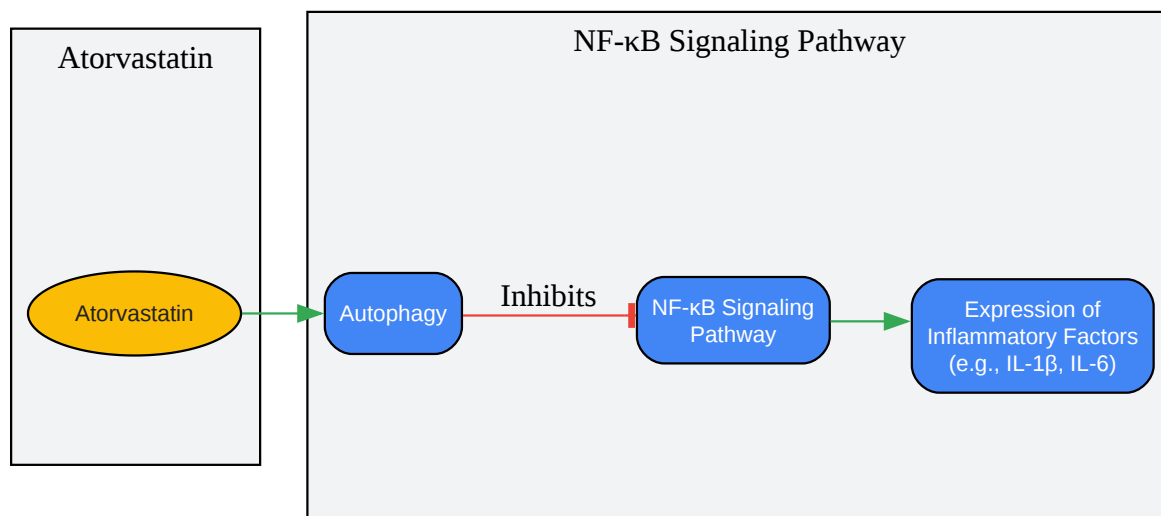 Atorvastatin
NF-κB Signaling Pathway
Atorvastatin
Autophagy
Inhibits
NF-κB Signaling
Pathway
Expression of
Inflammatory Factors
(e.g., IL-1β, IL-6)